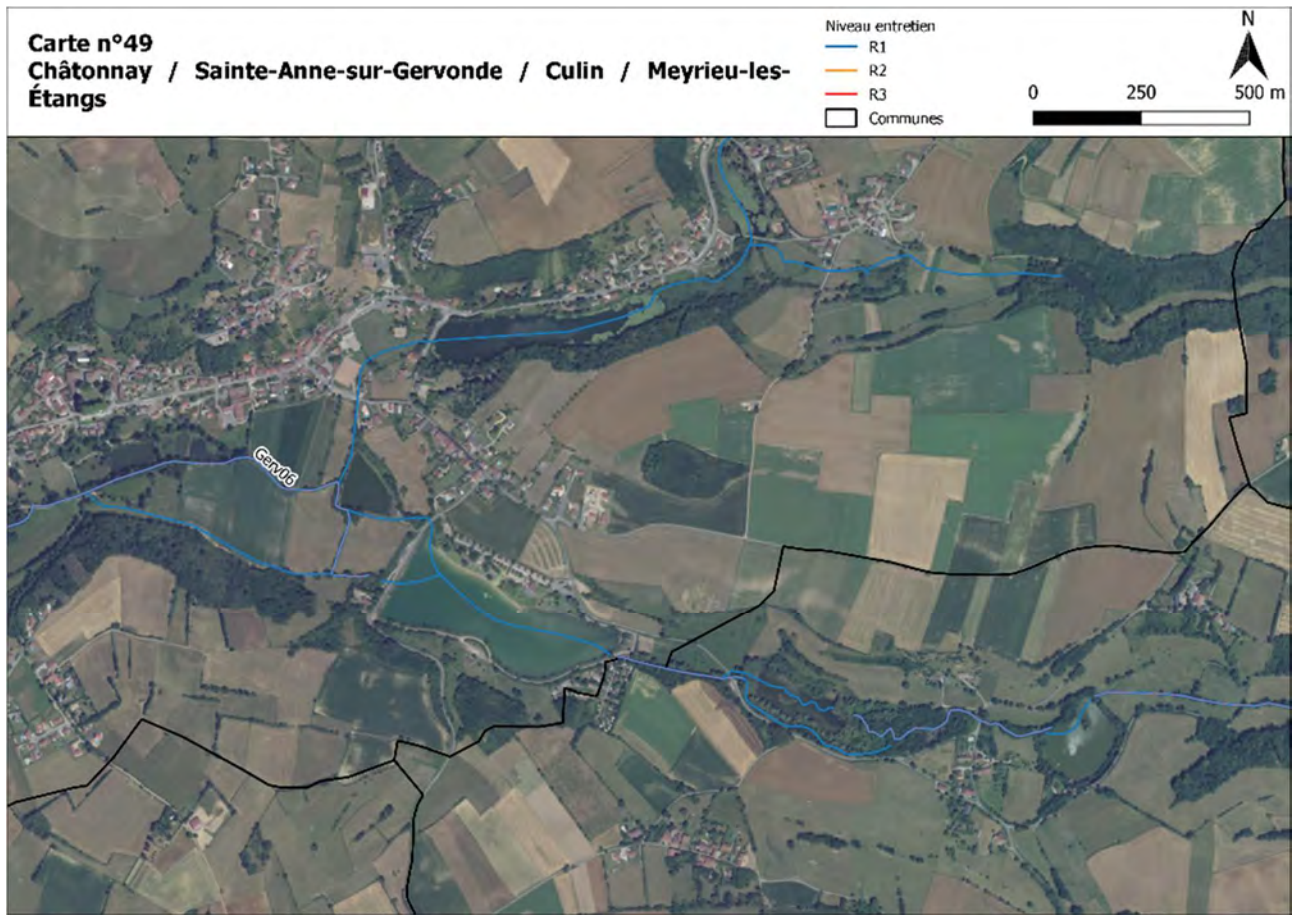 Carte n°49
Châtonnay / Sainte-Anne-sur-Gervonde / Culin / Meyrieu-les-
Étangs
Niveau entretien
R1
R2
R3
Communes
N
0 250 500 m
Gerv06